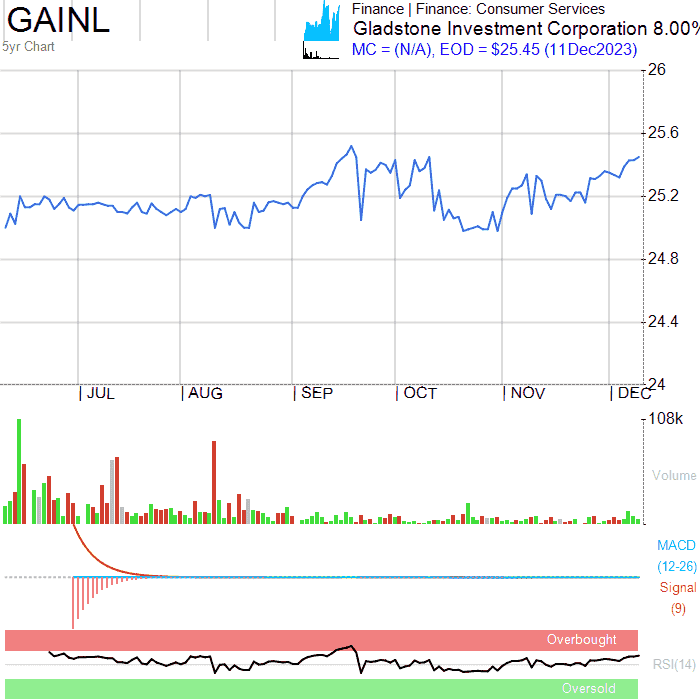 GAINL
5yr Chart
Finance | Finance: Consumer Services
Gladstone Investment Corporation 8.00%
MC = (N/A), EOD = $25.45 (11Dec2023)
26
25.6
25.2
24.8
24.4
24
JUL AUG SEP OCT NOV DEC
108k
Volume
MACD
(12-26)
Signal
(9)
Overbought
RSI(14)
Oversold